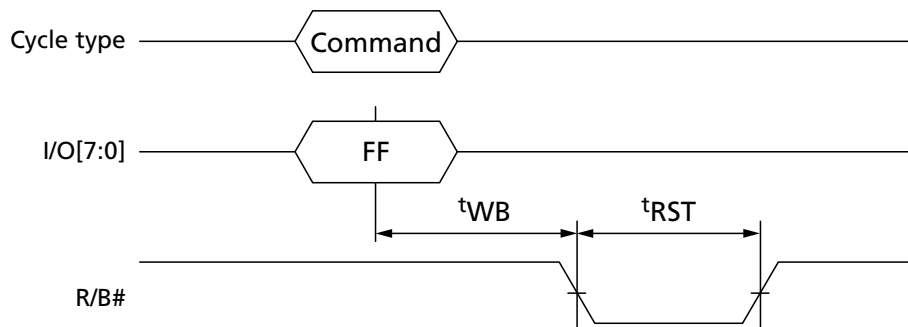 Cycle type
Command
I/O[7:0]
FF
tWB
tRST
R/B#